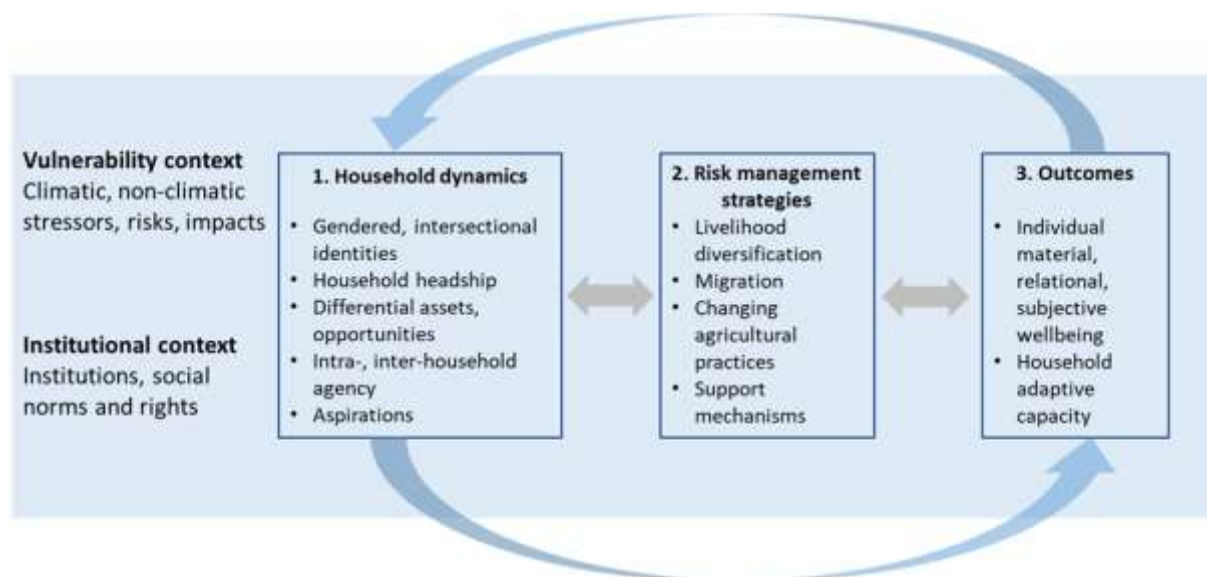 Vulnerability context
Climatic, non-climatic
stressors, risks, impacts
Institutional context
Institutions, social
norms and rights
1. Household dynamics
• Gendered, intersectional
identities
• Household headship
• Differential assets,
opportunities
• Intra-, inter-household
agency
• Aspirations
2. Risk management
strategies
• Livelihood
diversification
• Migration
• Changing
agricultural
practices
• Support
mechanisms
3. Outcomes
• Individual
material,
relational,
subjective
wellbeing
• Household
adaptive
capacity